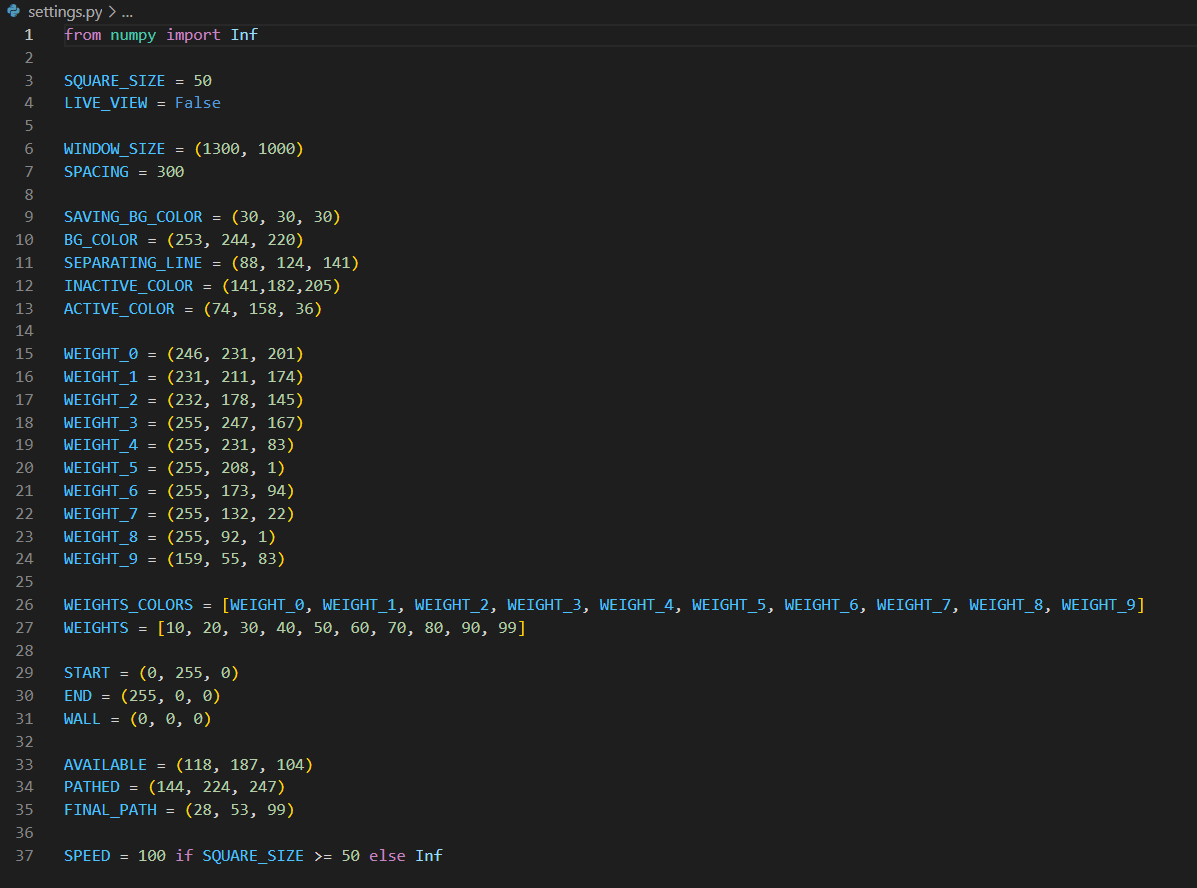 settings.py > ...
1 from numpy import Inf
2
3 SQUARE_SIZE = 50
4 LIVE_VIEW = False
5
6 WINDOW_SIZE = (1300, 1000)
7 SPACING = 300
8
9 SAVING_BG_COLOR = (30, 30, 30)
10 BG_COLOR = (253, 244, 220)
11 SEPARATING_LINE = (88, 124, 141)
12 INACTIVE_COLOR = (141,182,205)
13 ACTIVE_COLOR = (74, 158, 36)
14
15 WEIGHT_0 = (246, 231, 201)
16 WEIGHT_1 = (231, 211, 174)
17 WEIGHT_2 = (232, 178, 145)
18 WEIGHT_3 = (255, 247, 167)
19 WEIGHT_4 = (255, 231, 83)
20 WEIGHT_5 = (255, 208, 1)
21 WEIGHT_6 = (255, 173, 94)
22 WEIGHT_7 = (255, 132, 22)
23 WEIGHT_8 = (255, 92, 1)
24 WEIGHT_9 = (159, 55, 83)
25
26 WEIGHTS_COLORS = [WEIGHT_0, WEIGHT_1, WEIGHT_2, WEIGHT_3, WEIGHT_4, WEIGHT_5, WEIGHT_6, WEIGHT_7, WEIGHT_8, WEIGHT_9]
27 WEIGHTS = [10, 20, 30, 40, 50, 60, 70, 80, 90, 99]
28
29 START = (0, 255, 0)
30 END = (255, 0, 0)
31 WALL = (0, 0, 0)
32
33 AVAILABLE = (118, 187, 104)
34 PATHED = (144, 224, 247)
35 FINAL_PATH = (28, 53, 99)
36
37 SPEED = 100 if SQUARE_SIZE >= 50 else Inf